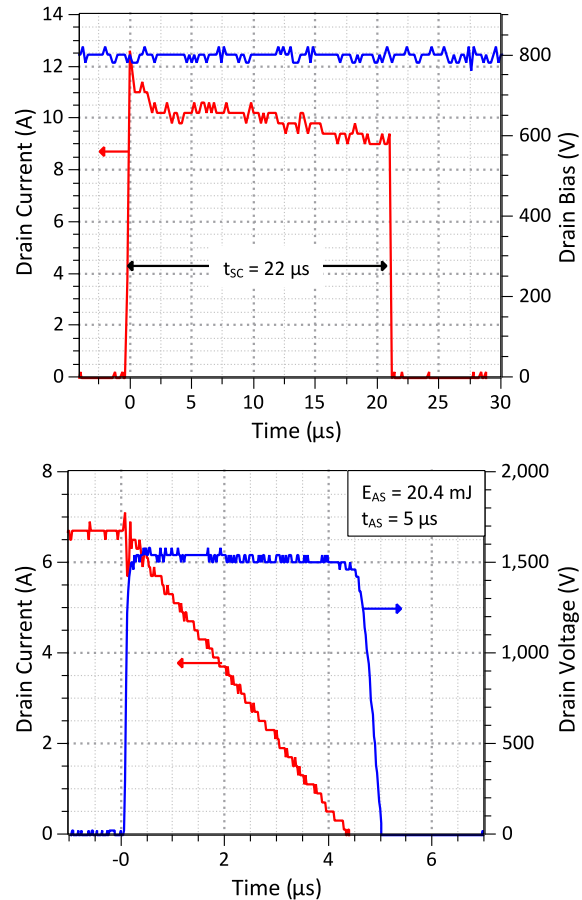 14
12
10
8
6
4
2
0
Drain Current (A)
800
600
400
200
0
Drain Bias (V)
t_SC = 22 µs
0 5 10 15 20 25 30
Time (µs)
8
6
4
2
0
Drain Current (A)
E_AS = 20.4 mJ
t_AS = 5 µs
2,000
1,500
1,000
500
0
Drain Voltage (V)
-0 2 4 6
Time (µs)